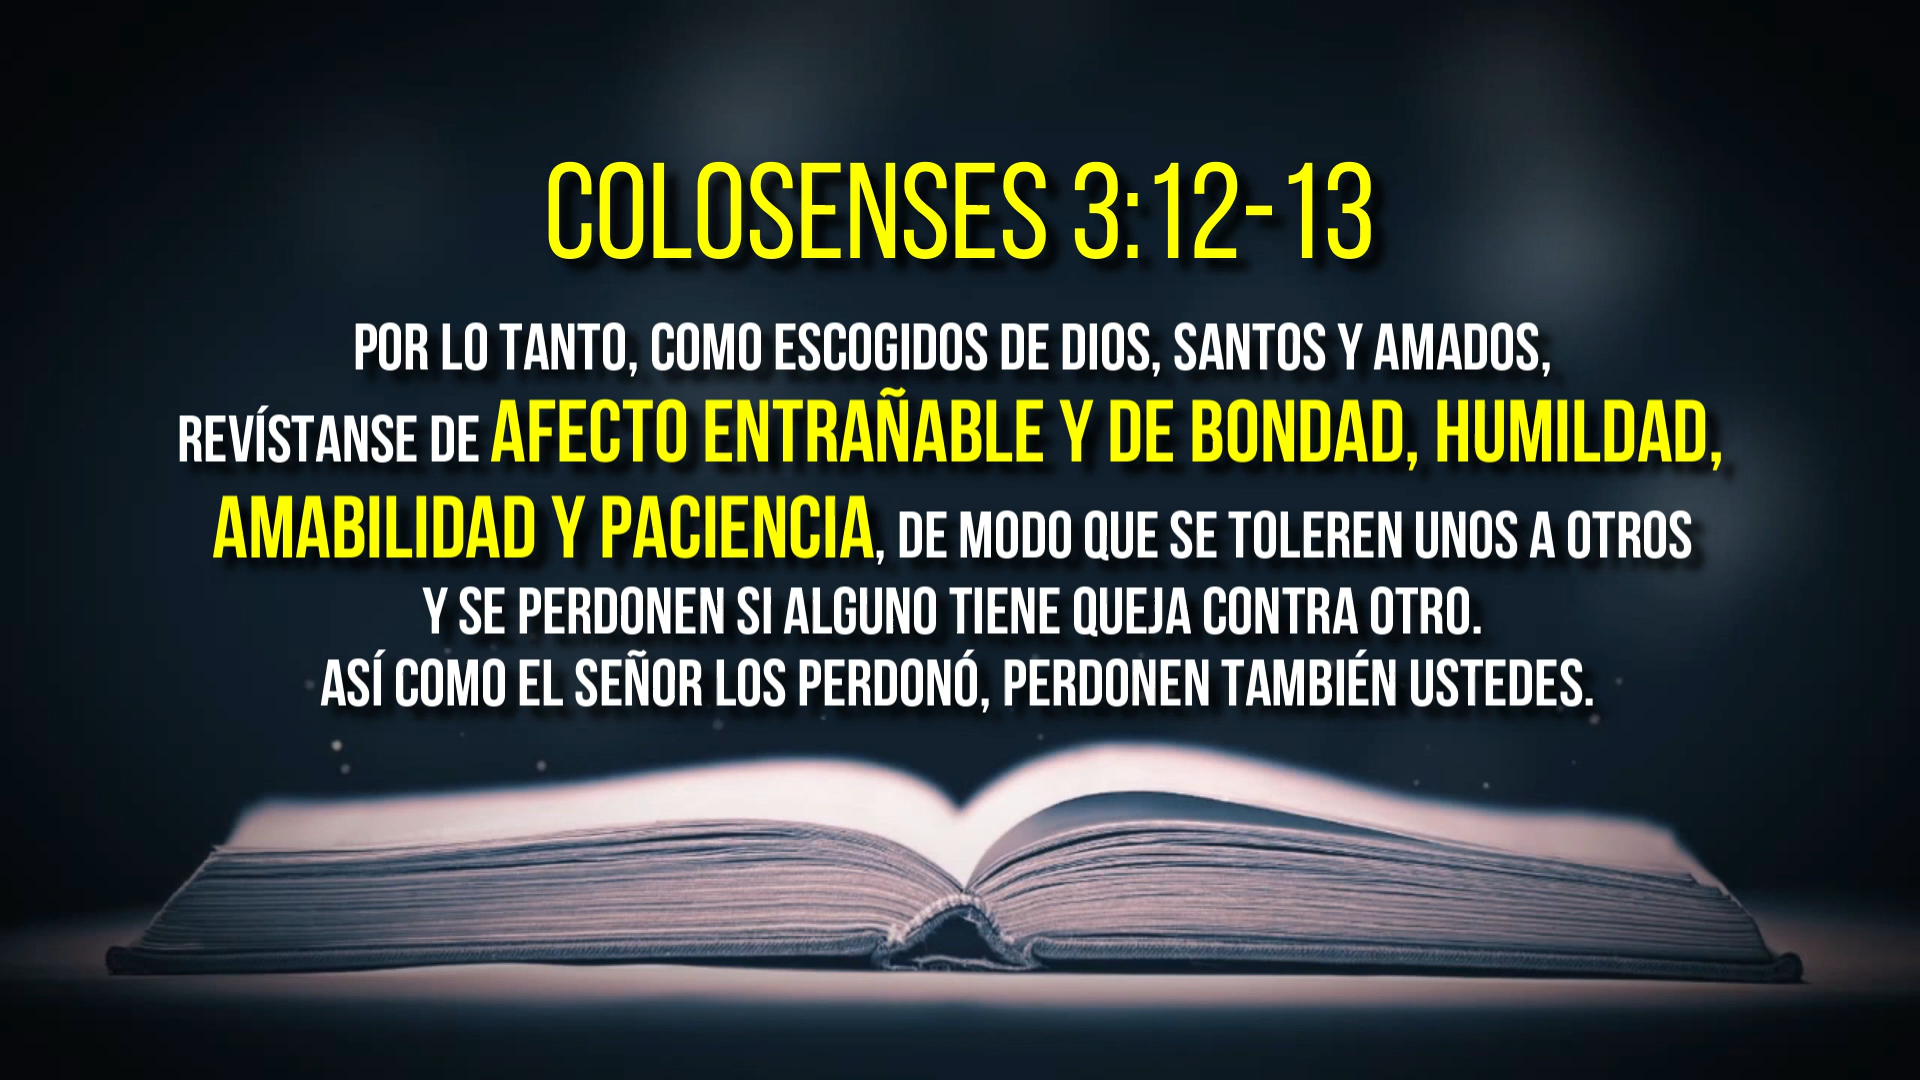 COLOSENSES 3:12-13
POR LO TANTO, COMO ESCOGIDOS DE DIOS, SANTOS Y AMADOS,
REVÍSTANSE DE AFECTO ENTRAÑABLE Y DE BONDAD, HUMILDAD,
AMABILIDAD Y PACIENCIA, DE MODO QUE SE TOLEREN UNOS A OTROS
Y SE PERDONEN SI ALGUNO TIENE QUEJA CONTRA OTRO.
ASÍ COMO EL SEÑOR LOS PERDONÓ, PERDONEN TAMBIÉN USTEDES.